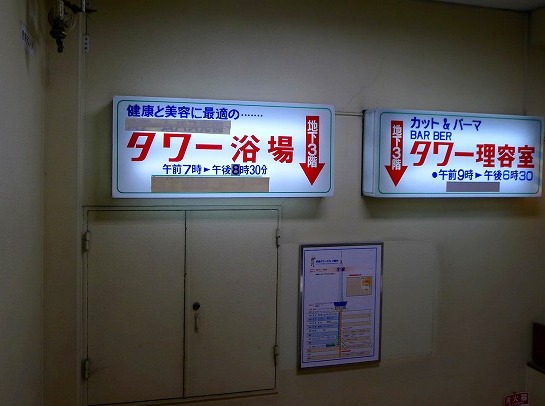 健康と美容に最適の……
タワー浴場
午前7時▶午後8時30分
地下3階
カット&パーマ
BAR BER
タワー理容室
●午前9時▶午後6時30
地下3階